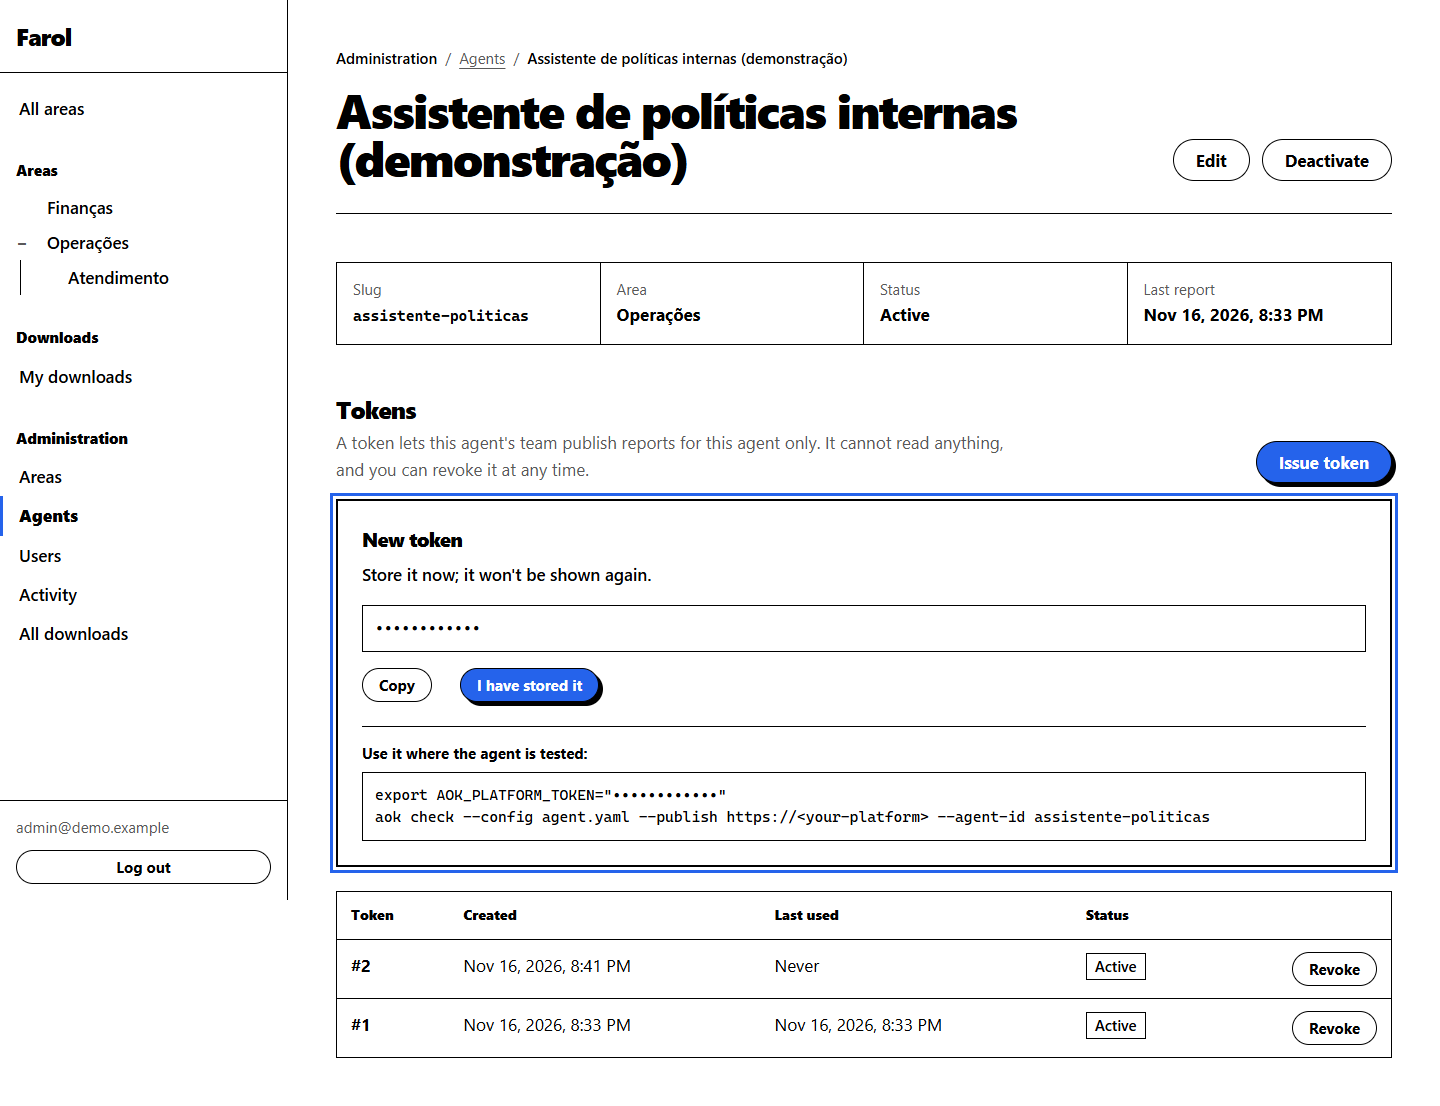 Farol
All areas
Areas
Finanças
– Operações
Atendimento
Downloads
My downloads
Administration
Areas
Agents
Users
Activity
All downloads
admin@demo.example
Log out
Administration / Agents / Assistente de políticas internas (demonstração)
Assistente de políticas internas
(demonstração)
Edit
Deactivate
Slug
assistente-politicas
Area
Operações
Status
Active
Last report
Nov 16, 2026, 8:33 PM
Tokens
A token lets this agent's team publish reports for this agent only. It cannot read anything,
and you can revoke it at any time.
Issue token
New token
Store it now; it won't be shown again.
••••••••••••
Copy
I have stored it
Use it where the agent is tested:
export AOK_PLATFORM_TOKEN="••••••••••••"
aok check --config agent.yaml --publish https://<your-platform> --agent-id assistente-politicas
Token Created Last used Status
#2 Nov 16, 2026, 8:41 PM Never Active Revoke
#1 Nov 16, 2026, 8:33 PM Nov 16, 2026, 8:33 PM Active Revoke